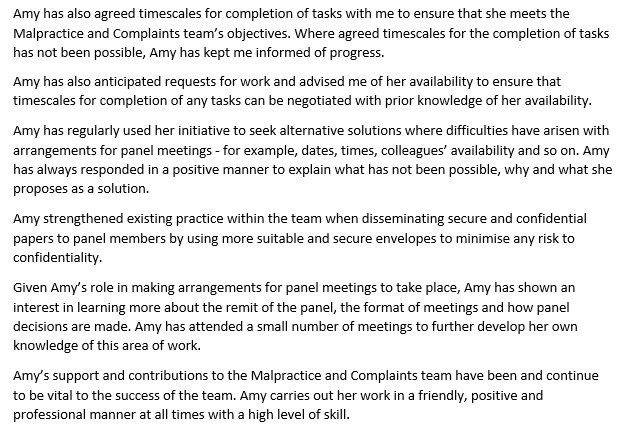 Amy has also agreed timescales for completion of tasks with me to ensure that she meets the
Malpractice and Complaints team’s objectives. Where agreed timescales for the completion of tasks
has not been possible, Amy has kept me informed of progress.
Amy has also anticipated requests for work and advised me of her availability to ensure that
timescales for completion of any tasks can be negotiated with prior knowledge of her availability.
Amy has regularly used her initiative to seek alternative solutions where difficulties have arisen with
arrangements for panel meetings - for example, dates, times, colleagues’ availability and so on. Amy
has always responded in a positive manner to explain what has not been possible, why and what she
proposes as a solution.
Amy strengthened existing practice within the team when disseminating secure and confidential
papers to panel members by using more suitable and secure envelopes to minimise any risk to
confidentiality.
Given Amy’s role in making arrangements for panel meetings to take place, Amy has shown an
interest in learning more about the remit of the panel, the format of meetings and how panel
decisions are made. Amy has attended a small number of meetings to further develop her own
knowledge of this area of work.
Amy’s support and contributions to the Malpractice and Complaints team have been and continue
to be vital to the success of the team. Amy carries out her work in a friendly, positive and
professional manner at all times with a high level of skill.